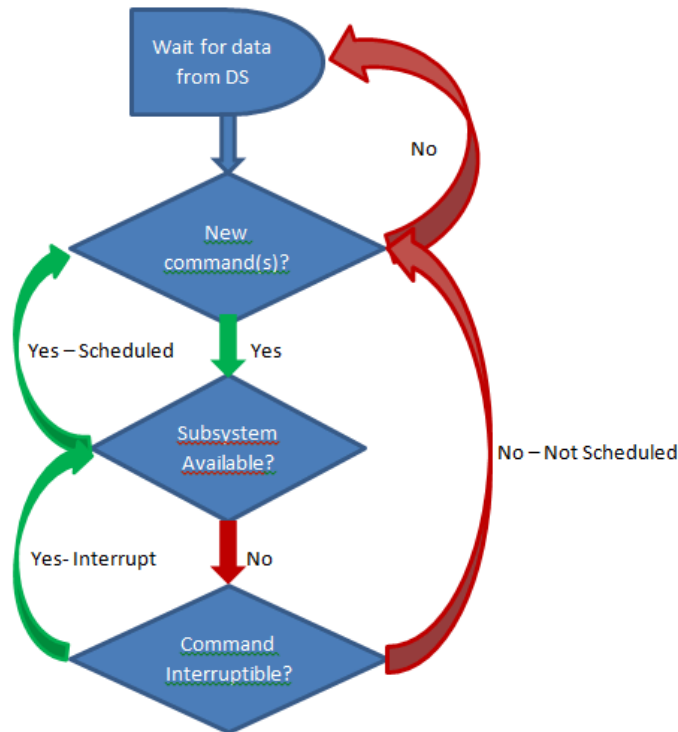 Wait for data
from DS
No
New
command(s)?
Yes – Scheduled
Yes
Subsystem
Available?
No – Not Scheduled
Yes- Interrupt
No
Command
Interruptible?